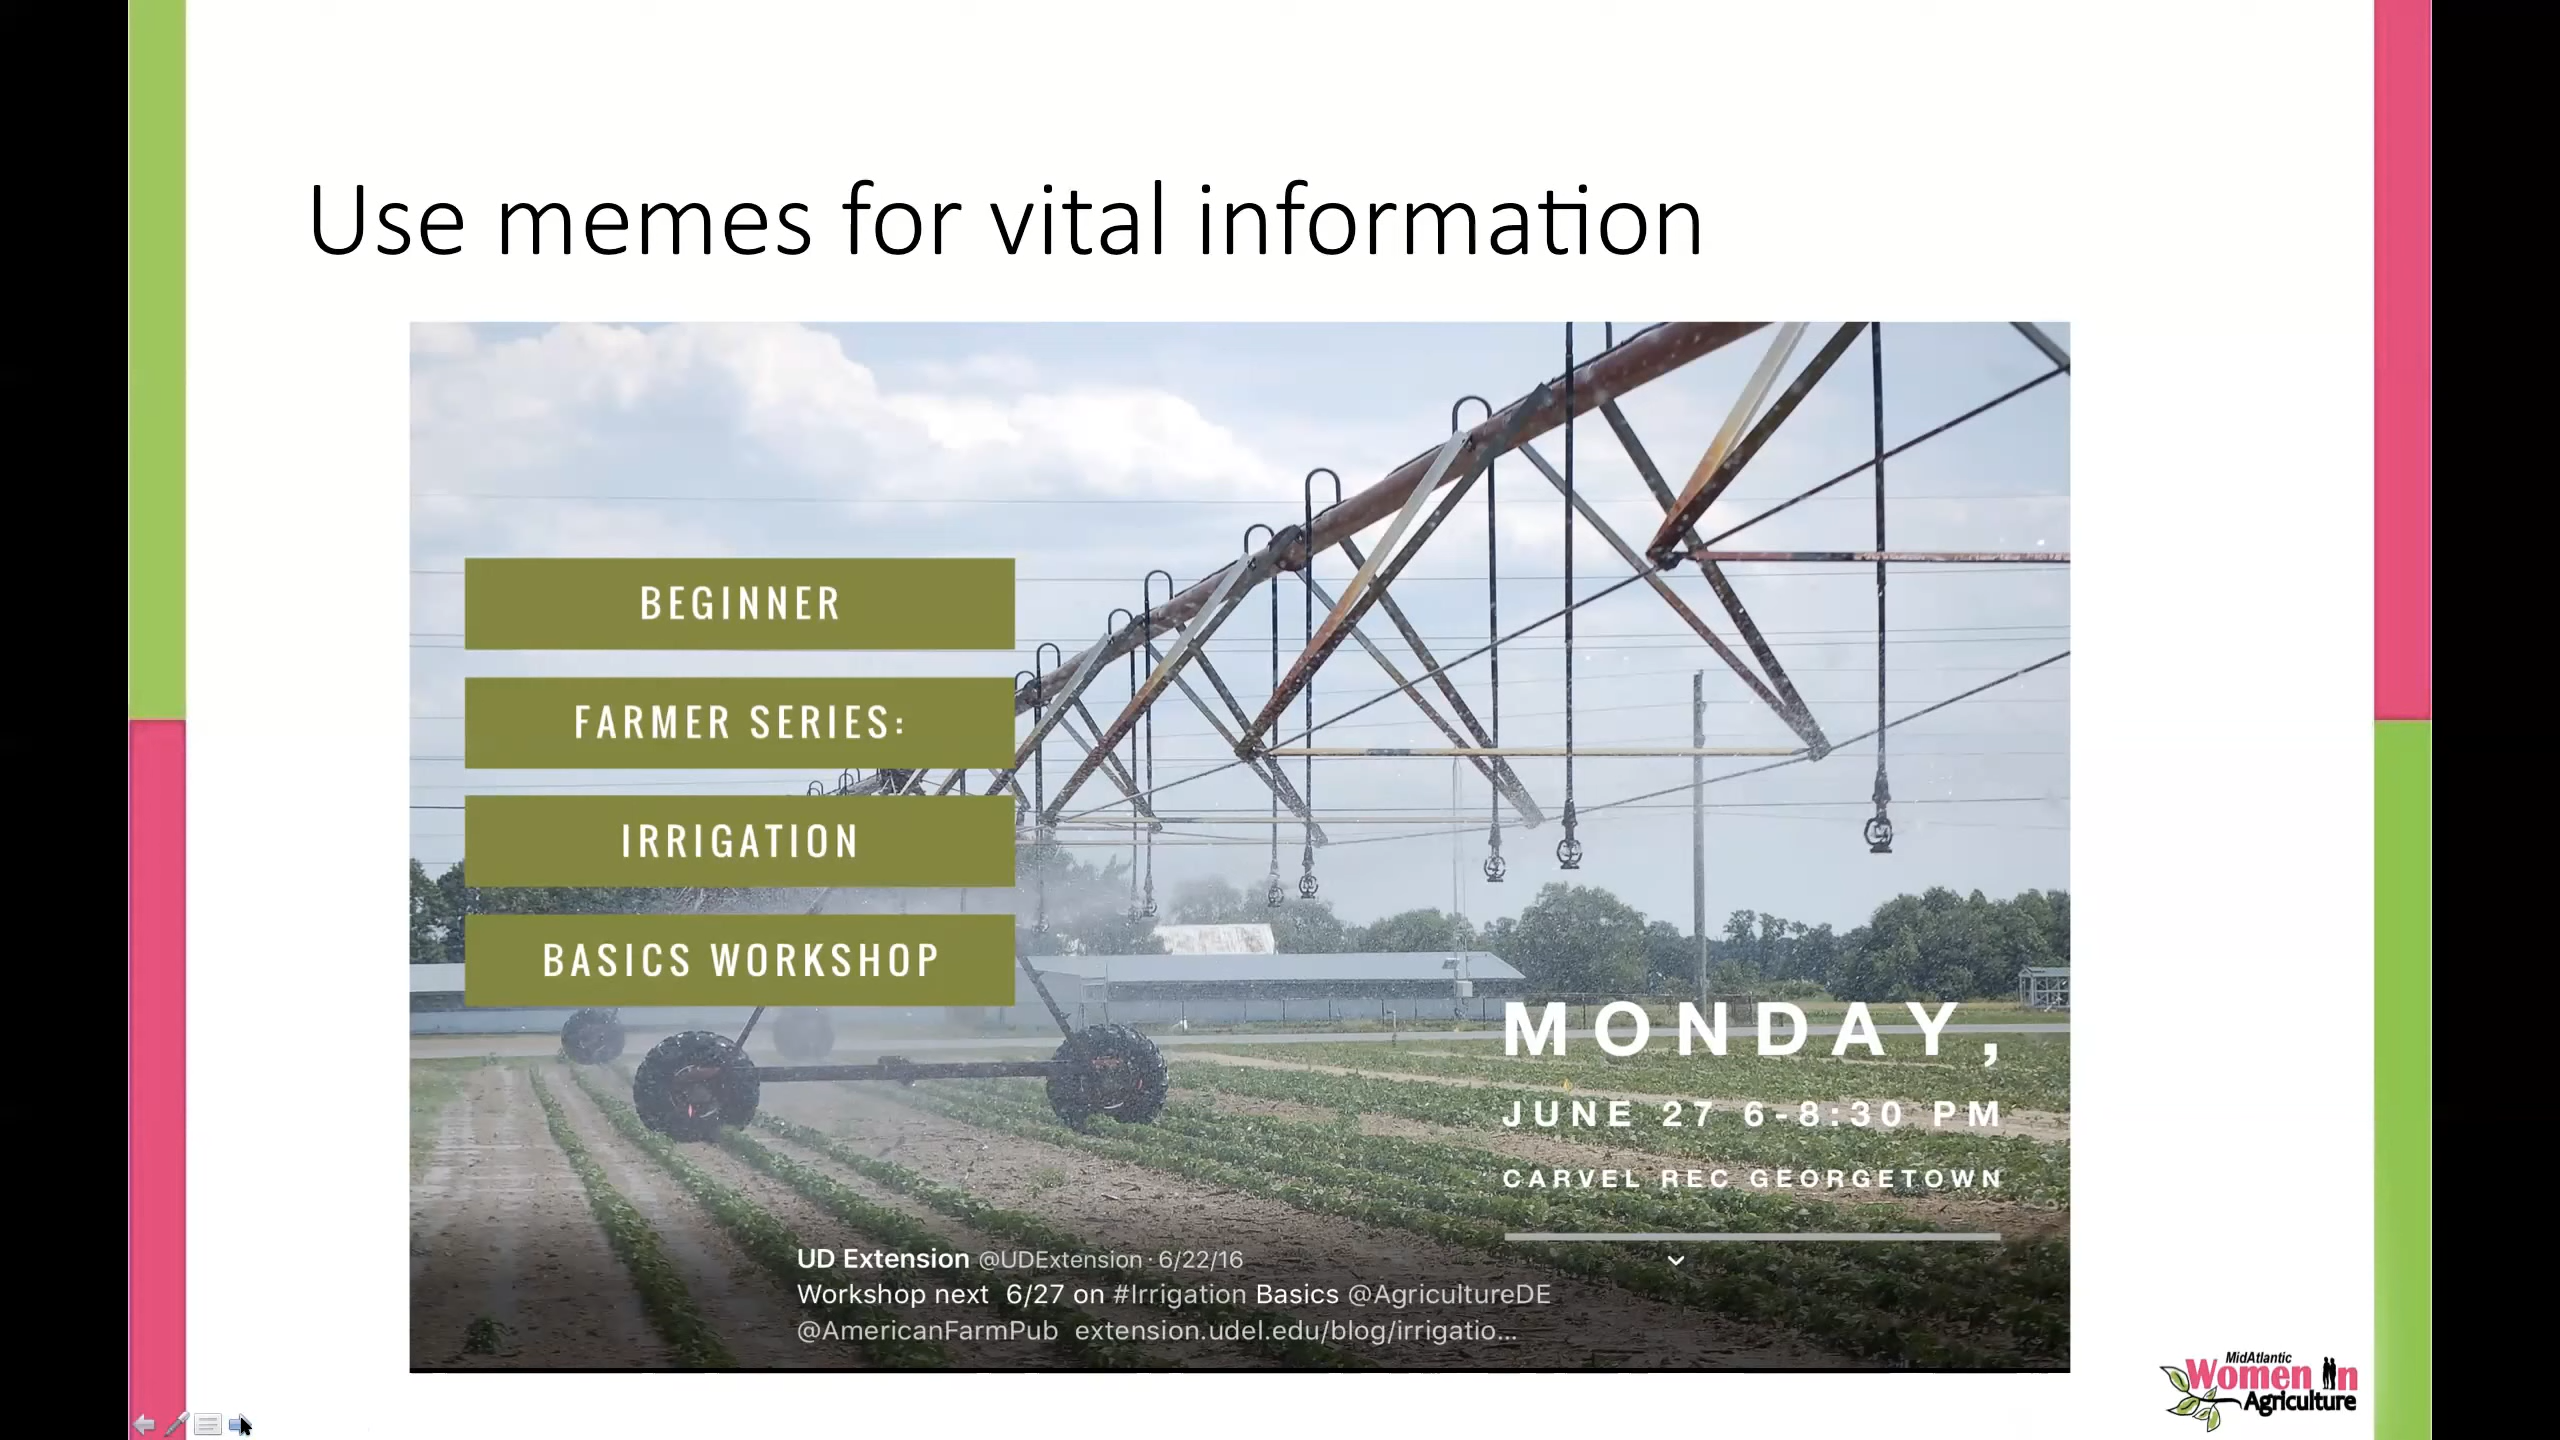 Use memes for vital information
BEGINNER
FARMER SERIES:
IRRIGATION
BASICS WORKSHOP
MONDAY,
JUNE 27 6-8:30 PM
CARVEL REC GEORGETOWN
UD Extension @UDExtension · 6/22/16
Workshop next 6/27 on #Irrigation Basics @AgricultureDE
@AmericanFarmPub extension.udel.edu/blog/irrigatio...
MidAtlantic
Women In
Agriculture